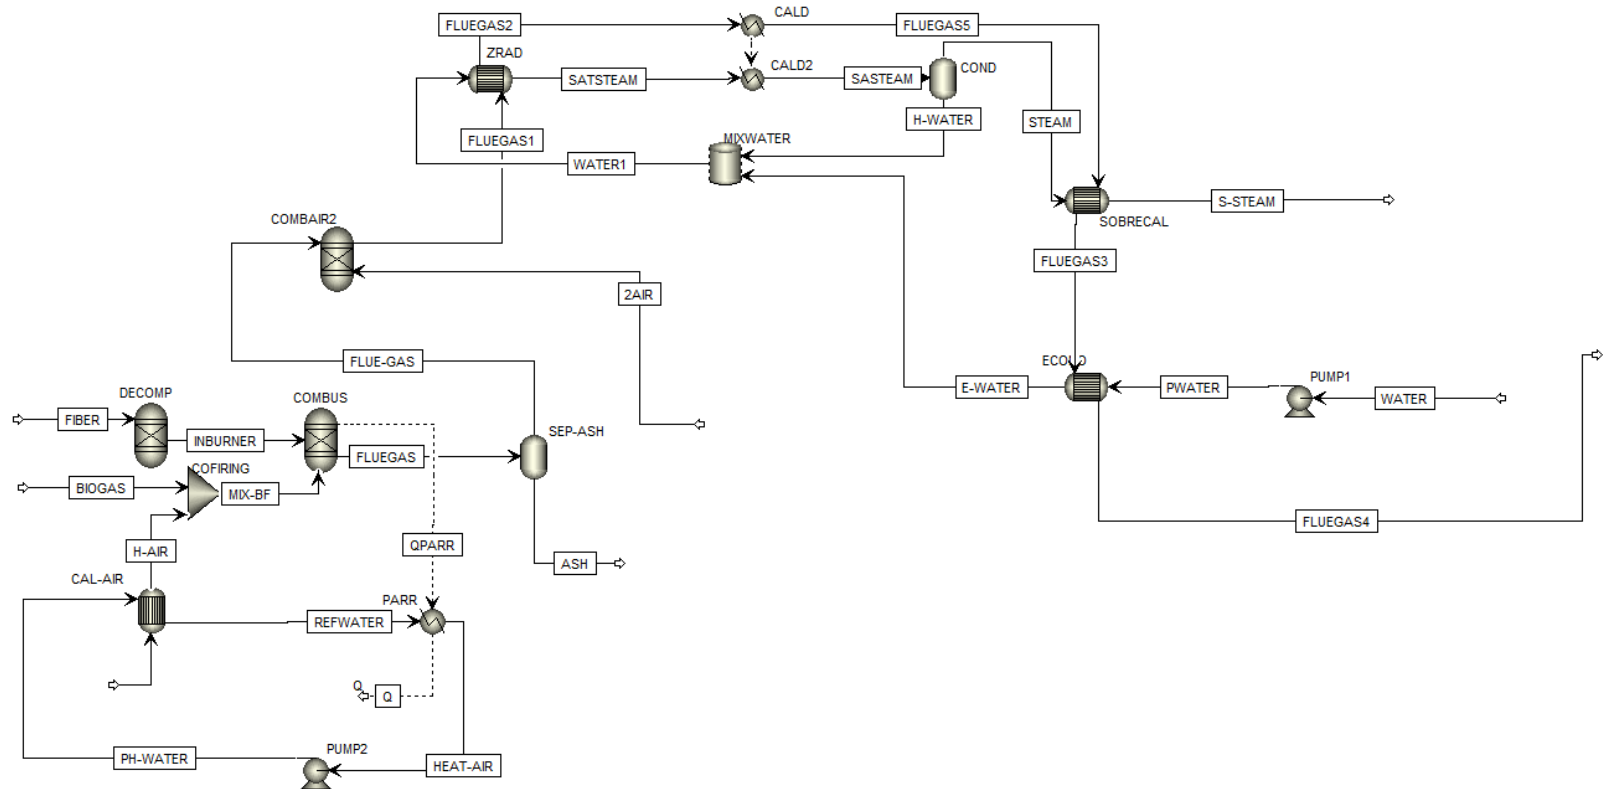 FLUEGAS2
CALD
FLUEGAS5
ZRAD
SATSTEAM
CALD2
SASTEAM
COND
H-WATER
STEAM
FLUEGAS1
MIXWATER
WATER1
S-STEAM
SOBRECAL
COMBAIR2
FLUEGAS3
2AIR
FLUE-GAS
E-WATER
PWATER
PUMP1
WATER
DECOMP
COMBUS
FIBER
INBURNER
SEP-ASH
FLUEGAS
COFIRING
BIOGAS
MIX-BF
FLUEGAS4
H-AIR
QPARR
ASH
CAL-AIR
PARR
REFWATER
Q
Q
PUMP2
PH-WATER
HEAT-AIR